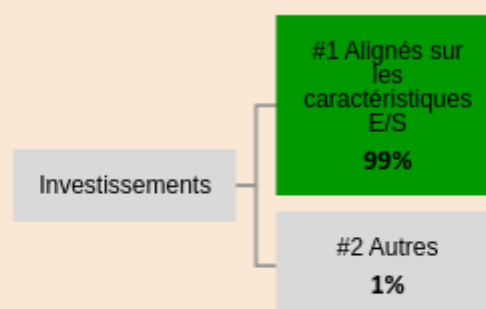 #1 Alignés sur
les
caractéristiques
E/S
99%
Investissements
#2 Autres
1%